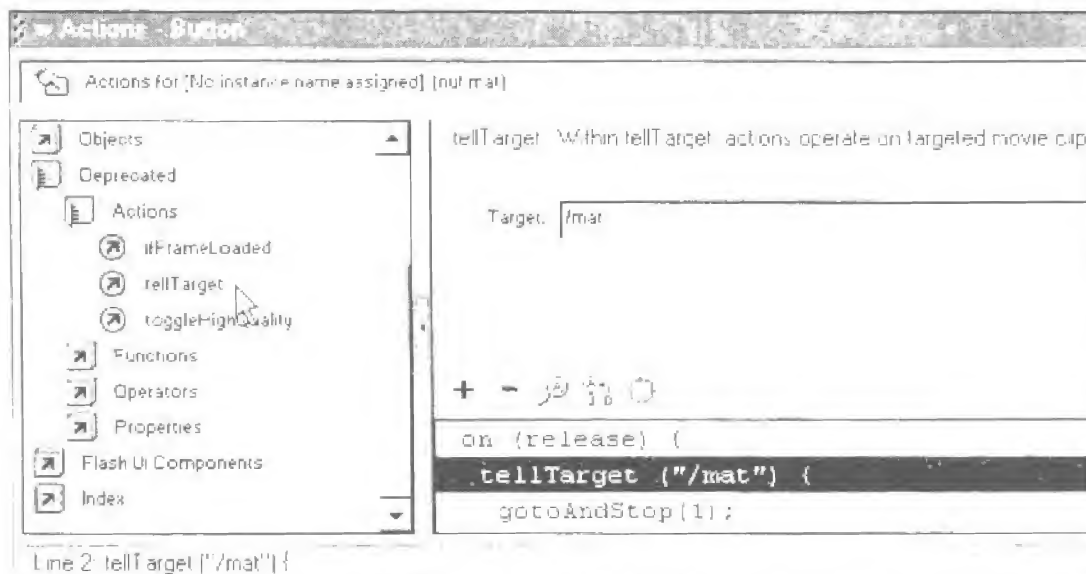 Actions - Button
Actions for [No instance name assigned] (nut mat)
Objects
Deprecated
Actions
ifFrameLoaded
tellTarget
toggleHighQuality
Functions
Operators
Properties
Flash UI Components
Index
tellTarget Within tellTarget actions operate on targeted movie clip
Target: /mat
+ -
on (release) {
tellTarget ("/mat") {
gotoAndStop(1);
Line 2: tellTarget ("/mat") {